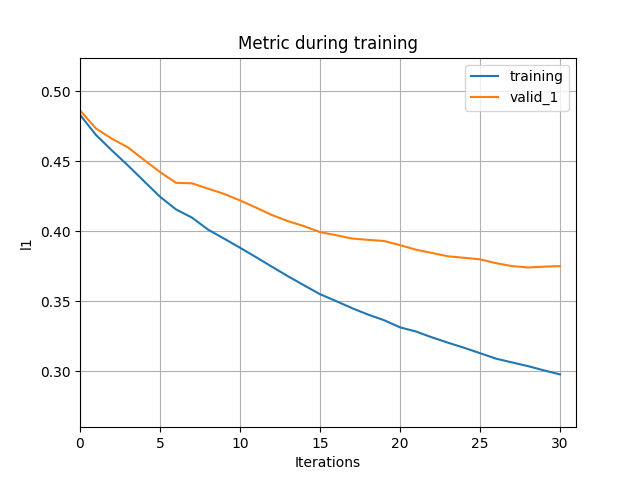 Metric during training
training
valid_1
0.50
0.45
0.40
0.35
0.30
l1
0 5 10 15 20 25 30
Iterations